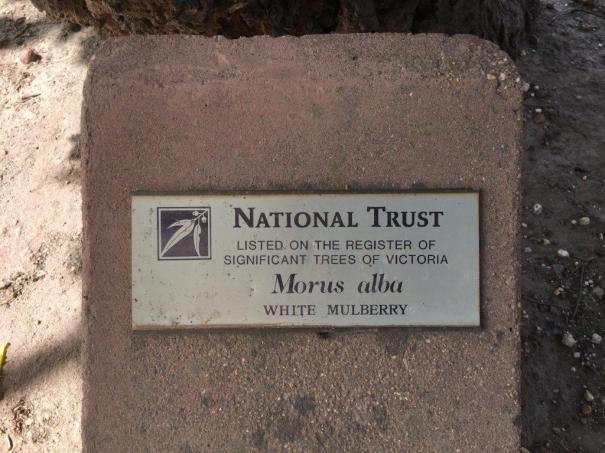 NATIONAL TRUST
LISTED ON THE REGISTER OF
SIGNIFICANT TREES OF VICTORIA
Morus alba
WHITE MULBERRY